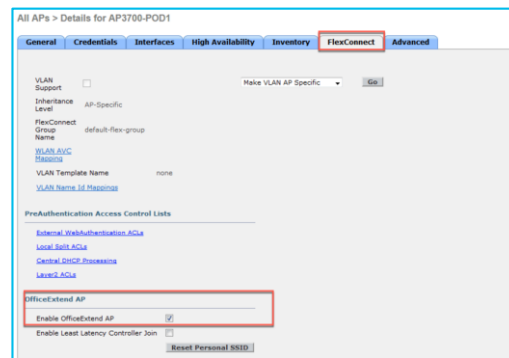 All APs > Details for AP3700-POD1
General Credentials Interfaces High Availability Inventory FlexConnect Advanced
VLAN Support Make VLAN AP Specific Go
Inheritance Level AP-Specific
FlexConnect Group Name default-flex-group
WLAN AVC Mapping
VLAN Template Name none
VLAN Name Id Mappings
PreAuthentication Access Control Lists
External WebAuthentication ACLs
Local Split ACLs
Central DHCP Processing
Layer2 ACLs
OfficeExtend AP
Enable OfficeExtend AP
Enable Least Latency Controller Join
Reset Personal SSID